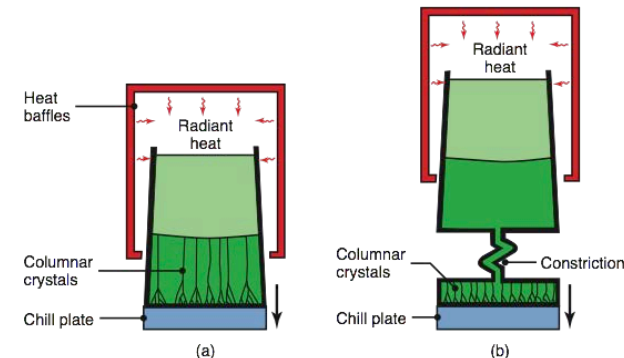 Heat
baffles
Radiant
heat
Columnar
crystals
Chill plate
(a)
Radiant
heat
Columnar
crystals
Constriction
Chill plate
(b)